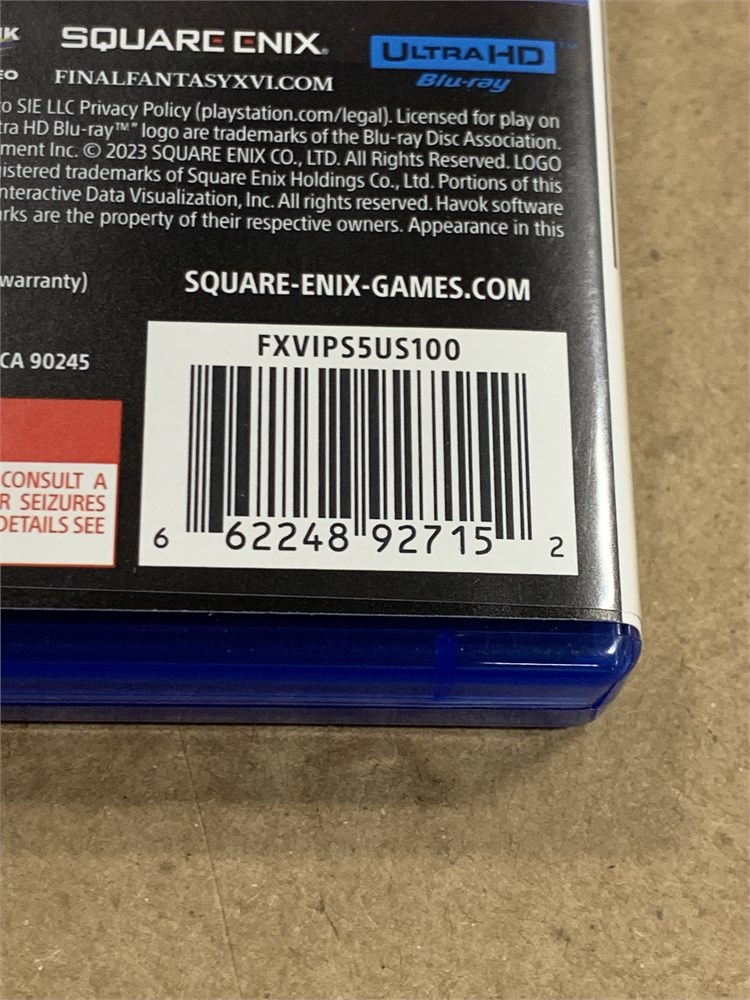 SQUARE ENIX®
ULTRA HD™
Blu-ray
FINALFANTASYXVI.COM
o SIE LLC Privacy Policy (playstation.com/legal). Licensed for play on
tra HD Blu-ray™" logo are trademarks of the Blu-ray Disc Association.
ment Inc. © 2023 SQUARE ENIX CO., LTD. All Rights Reserved. LOGO
istered trademarks of Square Enix Holdings Co., Ltd. Portions of this
nteractive Data Visualization, Inc. All rights reserved. Havok software
rks are the property of their respective owners. Appearance in this
warranty)
SQUARE-ENIX-GAMES.COM
CA 90245
FXVIPS5US100
CONSULT A
R SEIZURES
DETAILS SEE
6 62248 92715 2